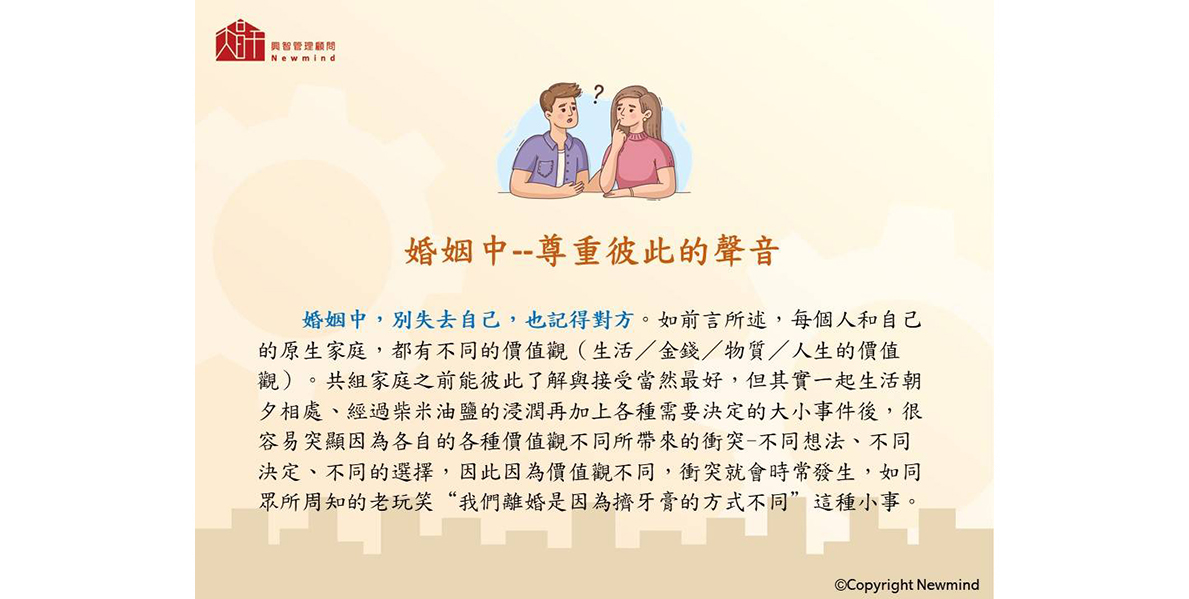 興智管理顧問
Newmind
?
婚姻中--尊重彼此的聲音
婚姻中，別失去自己，也記得對方。如前言所述，每個人和自己
的原生家庭，都有不同的價值觀（生活／金錢／物質／人生的價值
觀）。共組家庭之前能彼此了解與接受當然最好，但其實一起生活朝
夕相處、經過柴米油鹽的浸潤再加上各種需要決定的大小事件後，很
容易突顯因為各自的各種價值觀不同所帶來的衝突-不同想法、不同
決定、不同的選擇，因此因為價值觀不同，衝突就會時常發生，如同
眾所周知的老玩笑“我們離婚是因為擠牙膏的方式不同”這種小事。
©Copyright Newmind